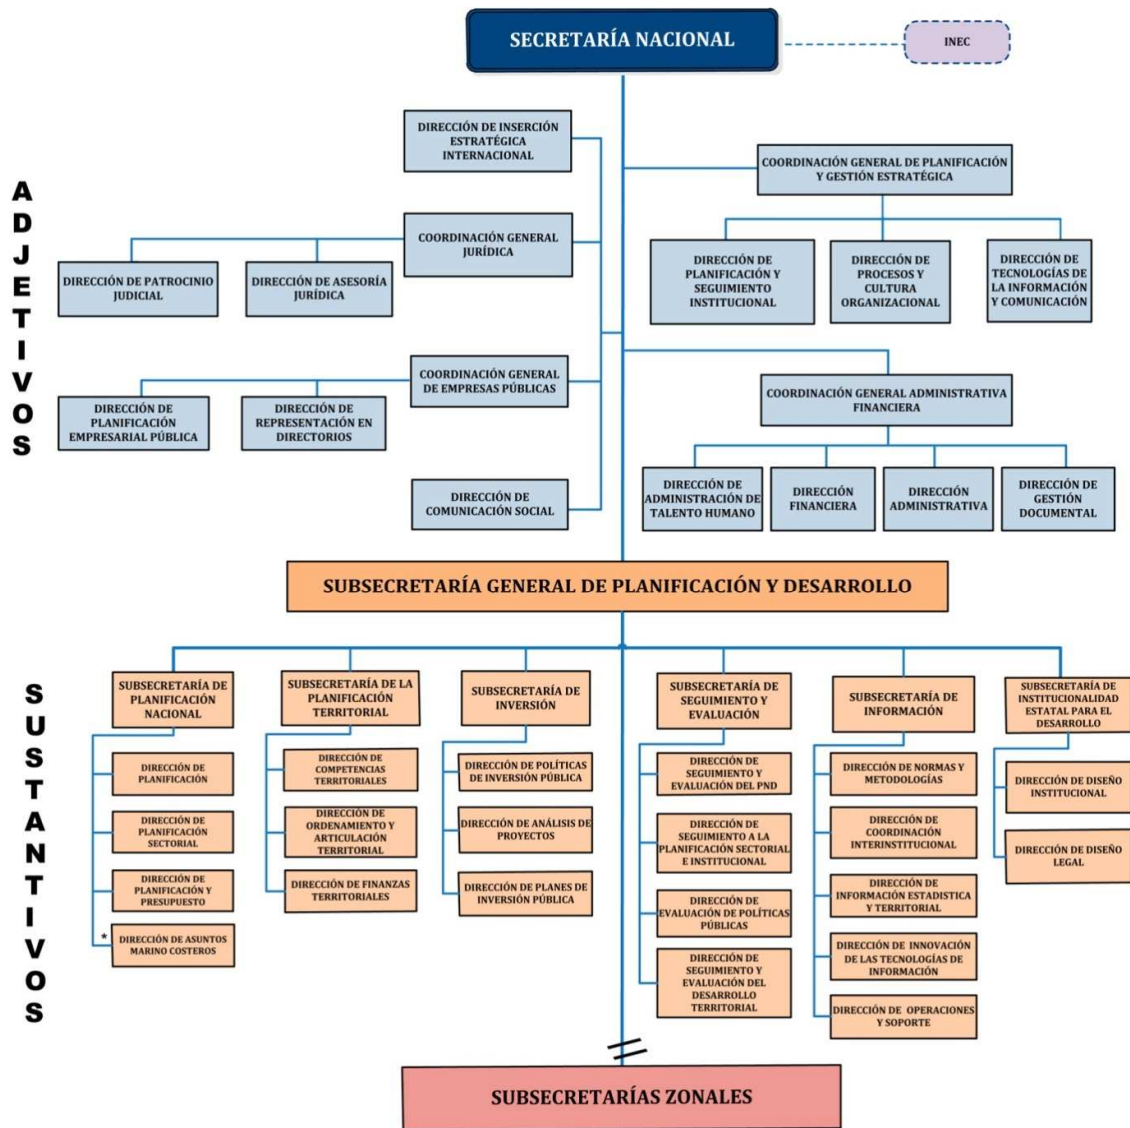 SECRETARÍA NACIONAL
INEC
ADJETIVOS
DIRECCIÓN DE INSERCIÓN
ESTRATÉGICA
INTERNACIONAL
COORDINACIÓN GENERAL DE PLANIFICACIÓN
Y GESTIÓN ESTRATÉGICA
COORDINACIÓN GENERAL
JURÍDICA
DIRECCIÓN DE PATROCINIO
JUDICIAL
DIRECCIÓN DE ASESORÍA
JURÍDICA
DIRECCIÓN DE
PLANIFICACIÓN Y
SEGUIMIENTO
INSTITUCIONAL
DIRECCIÓN DE
PROCESOS Y
CULTURA
ORGANIZACIONAL
DIRECCIÓN DE
TECNOLOGÍAS DE
LA INFORMACIÓN
Y COMUNICACIÓN
COORDINACIÓN GENERAL
DE EMPRESAS PÚBLICAS
DIRECCIÓN DE
PLANIFICACIÓN
EMPRESARIAL PÚBLICA
DIRECCIÓN DE
REPRESENTACIÓN EN
DIRECTORIOS
COORDINACIÓN GENERAL ADMINISTRATIVA
FINANCIERA
DIRECCIÓN DE
COMUNICACIÓN SOCIAL
DIRECCIÓN DE
ADMINISTRACIÓN DE
TALENTO HUMANO
DIRECCIÓN
FINANCIERA
DIRECCIÓN
ADMINISTRATIVA
DIRECCIÓN DE
GESTIÓN
DOCUMENTAL
SUBSECRETARÍA GENERAL DE PLANIFICACIÓN Y DESARROLLO
SUSTANTIVOS
SUBSECRETARÍA DE
PLANIFICACIÓN
NACIONAL
DIRECCIÓN DE
PLANIFICACIÓN
DIRECCIÓN DE
PLANIFICACIÓN
SECTORIAL
DIRECCIÓN DE
PLANIFICACIÓN Y
PRESUPUESTO
* DIRECCIÓN DE ASUNTOS
MARINO COSTEROS
SUBSECRETARÍA DE LA
PLANIFICACIÓN
TERRITORIAL
DIRECCIÓN DE
COMPETENCIAS
TERRITORIALES
DIRECCIÓN DE
ORDENAMIENTO Y
ARTICULACIÓN
TERRITORIAL
DIRECCIÓN DE FINANZAS
TERRITORIALES
SUBSECRETARÍA DE
INVERSIÓN
DIRECCIÓN DE POLÍTICAS
DE INVERSIÓN PÚBLICA
DIRECCIÓN DE ANÁLISIS DE
PROYECTOS
DIRECCIÓN DE PLANES DE
INVERSIÓN PÚBLICA
SUBSECRETARÍA DE
SEGUIMIENTO Y
EVALUACIÓN
DIRECCIÓN DE
SEGUIMIENTO Y
EVALUACIÓN DEL PND
DIRECCIÓN DE
SEGUIMIENTO A LA
PLANIFICACIÓN SECTORIAL
E INSTITUCIONAL
DIRECCIÓN DE
EVALUACIÓN DE POLÍTICAS
PÚBLICAS
DIRECCIÓN DE
SEGUIMIENTO Y
EVALUACIÓN DEL
DESARROLLO
TERRITORIAL
SUBSECRETARÍA DE
INFORMACIÓN
DIRECCIÓN DE NORMAS Y
METODOLOGÍAS
DIRECCIÓN DE
COORDINACIÓN
INTERINSTITUCIONAL
DIRECCIÓN DE
INFORMACIÓN ESTADISTICA
Y TERRITORIAL
DIRECCIÓN DE INNOVACIÓN
DE LAS TECNOLOGÍAS DE
INFORMACIÓN
DIRECCIÓN DE OPERACIONES
Y SOPORTE
SUBSECRETARÍA DE
INSTITUCIONALIDAD
ESTATAL PARA EL
DESARROLLO
DIRECCIÓN DE DISEÑO
INSTITUCIONAL
DIRECCIÓN DE DISEÑO
LEGAL
SUBSECRETARÍAS ZONALES